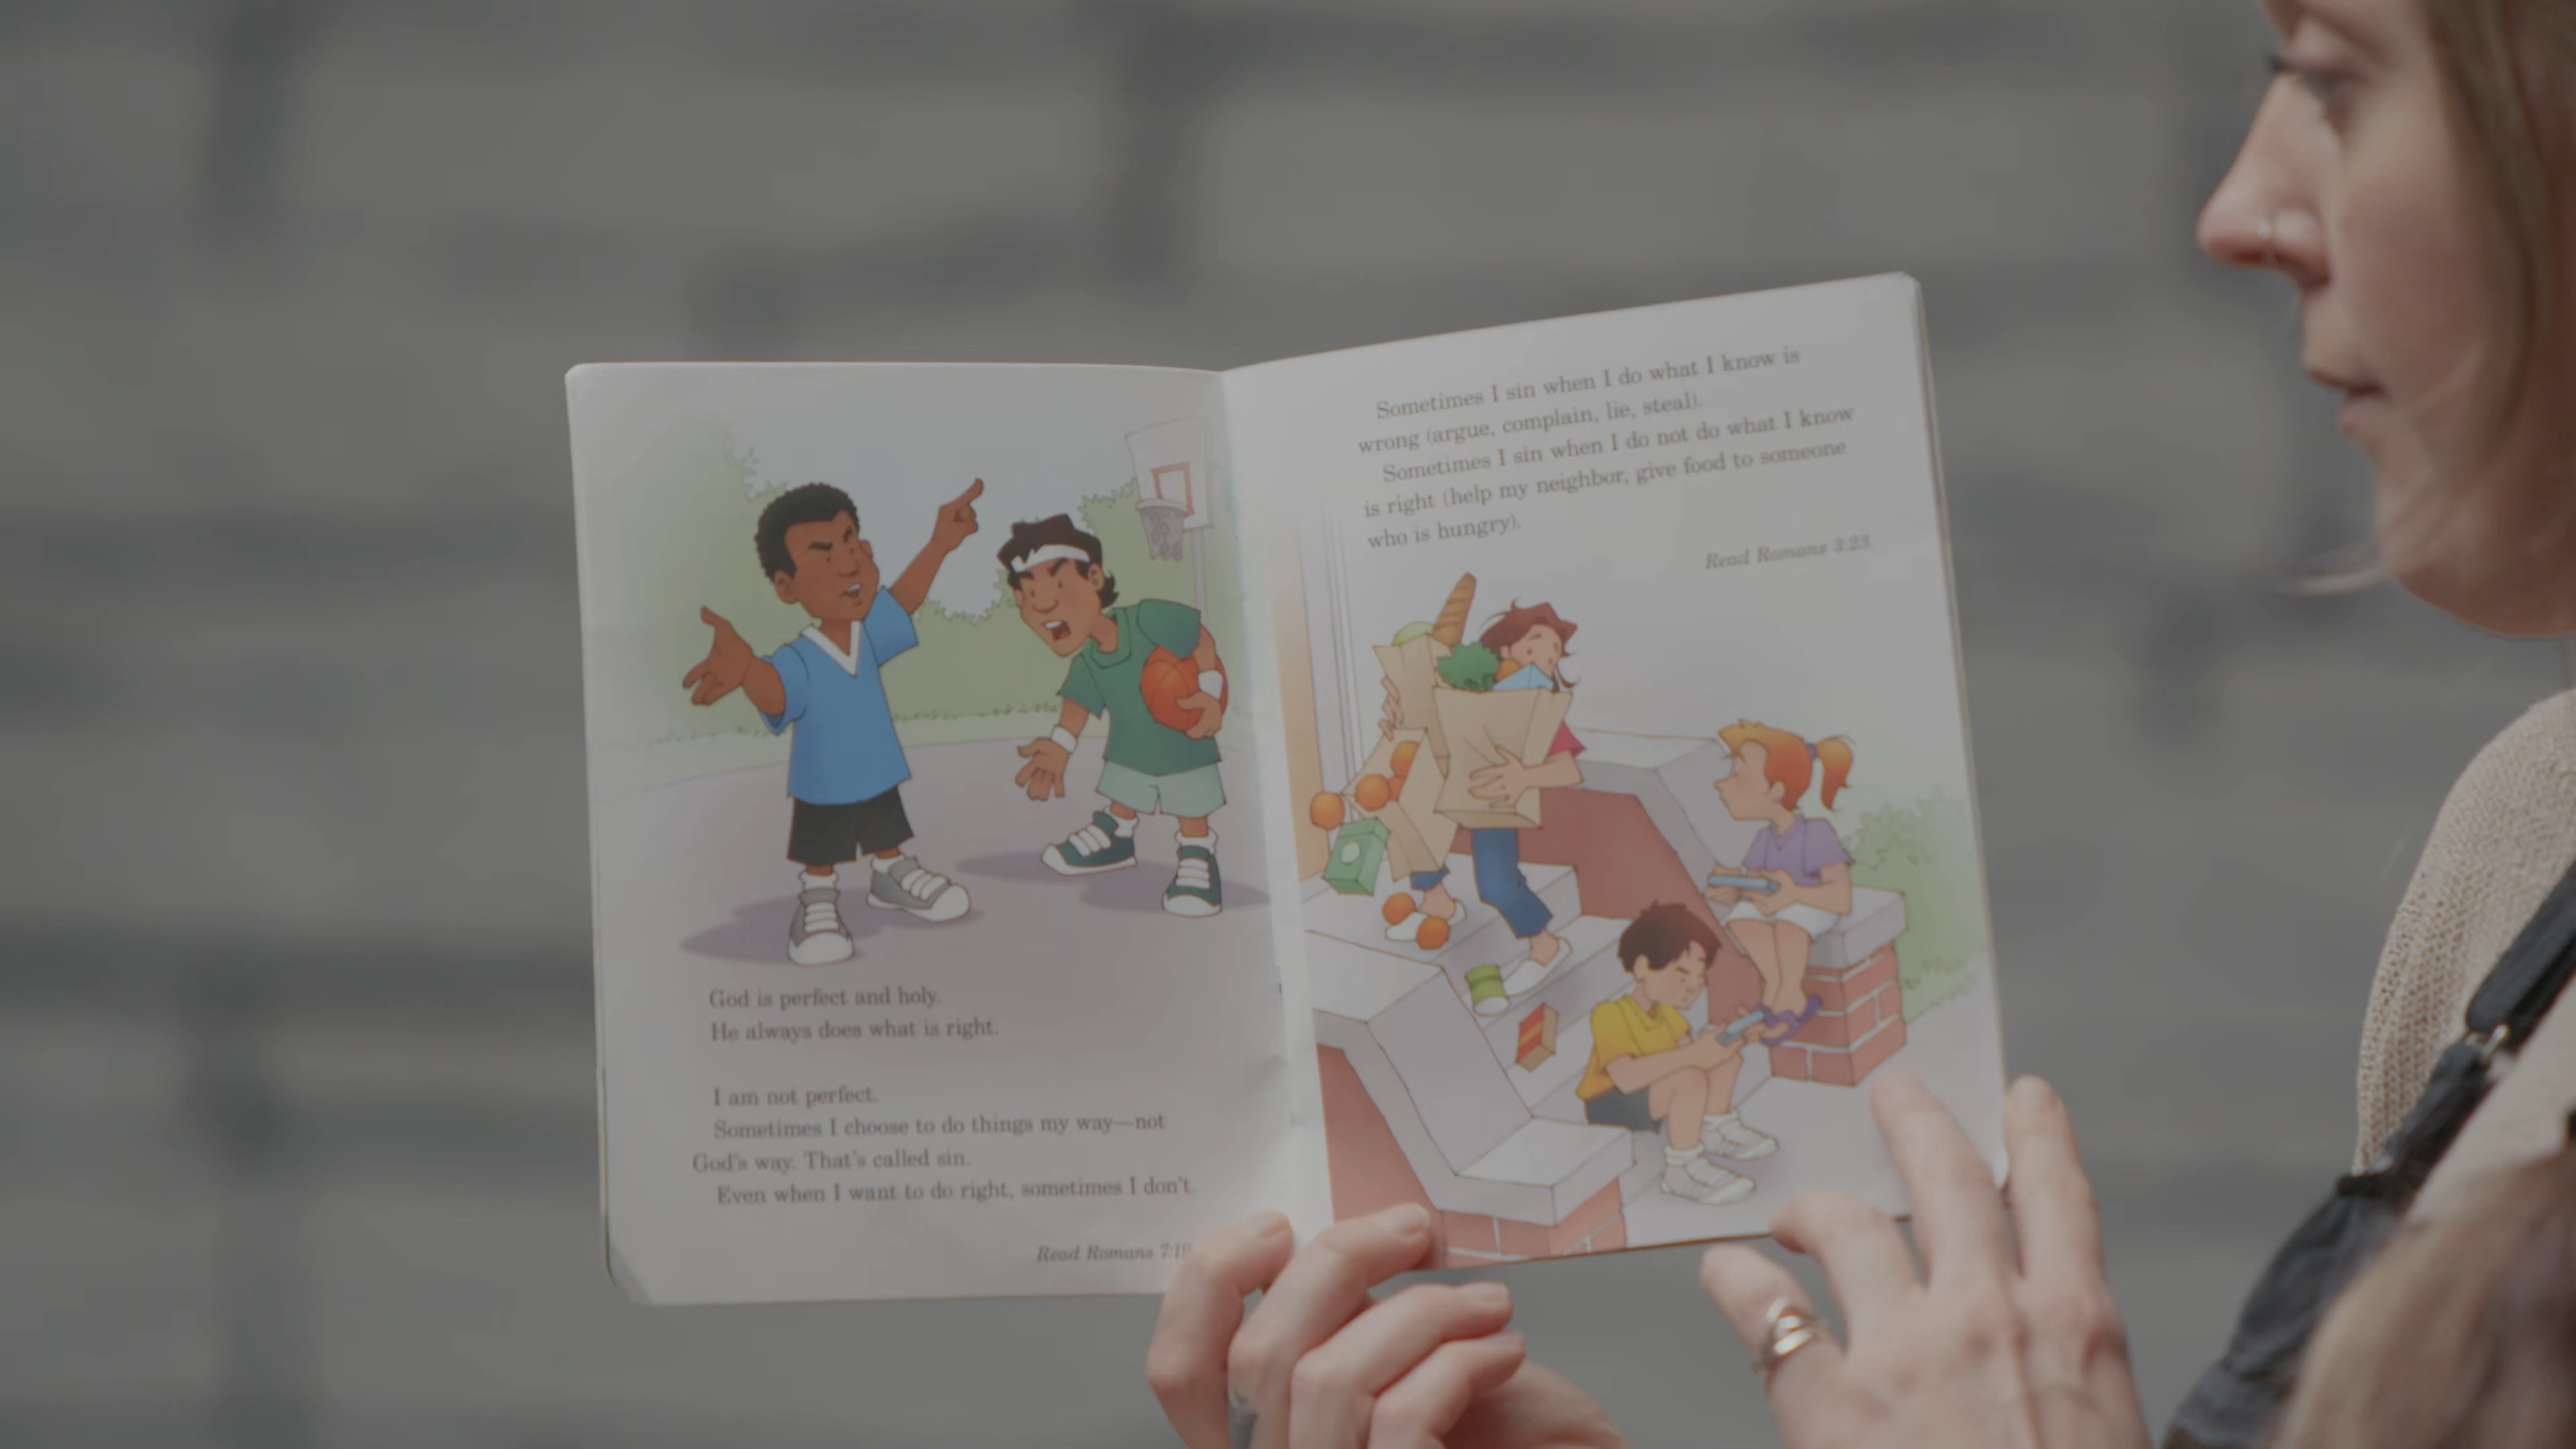 God is perfect and holy.
He always does what is right.
I am not perfect.
Sometimes I choose to do things my way—not
God's way. That's called sin.
Even when I want to do right, sometimes I don't.
Read Romans 7:19
Sometimes I sin when I do what I know is
wrong (argue, complain, lie, steal).
Sometimes I sin when I do not do what I know
is right (help my neighbor, give food to someone
who is hungry).
Read Romans 3:23